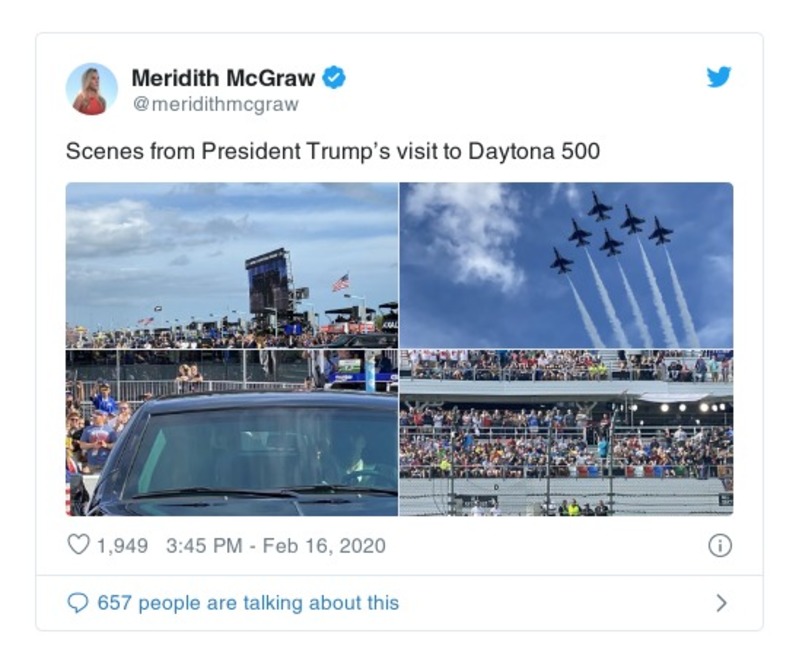 Meridith McGraw
@meridithmcgraw
Scenes from President Trump’s visit to Daytona 500
1,949 3:45 PM - Feb 16, 2020
657 people are talking about this